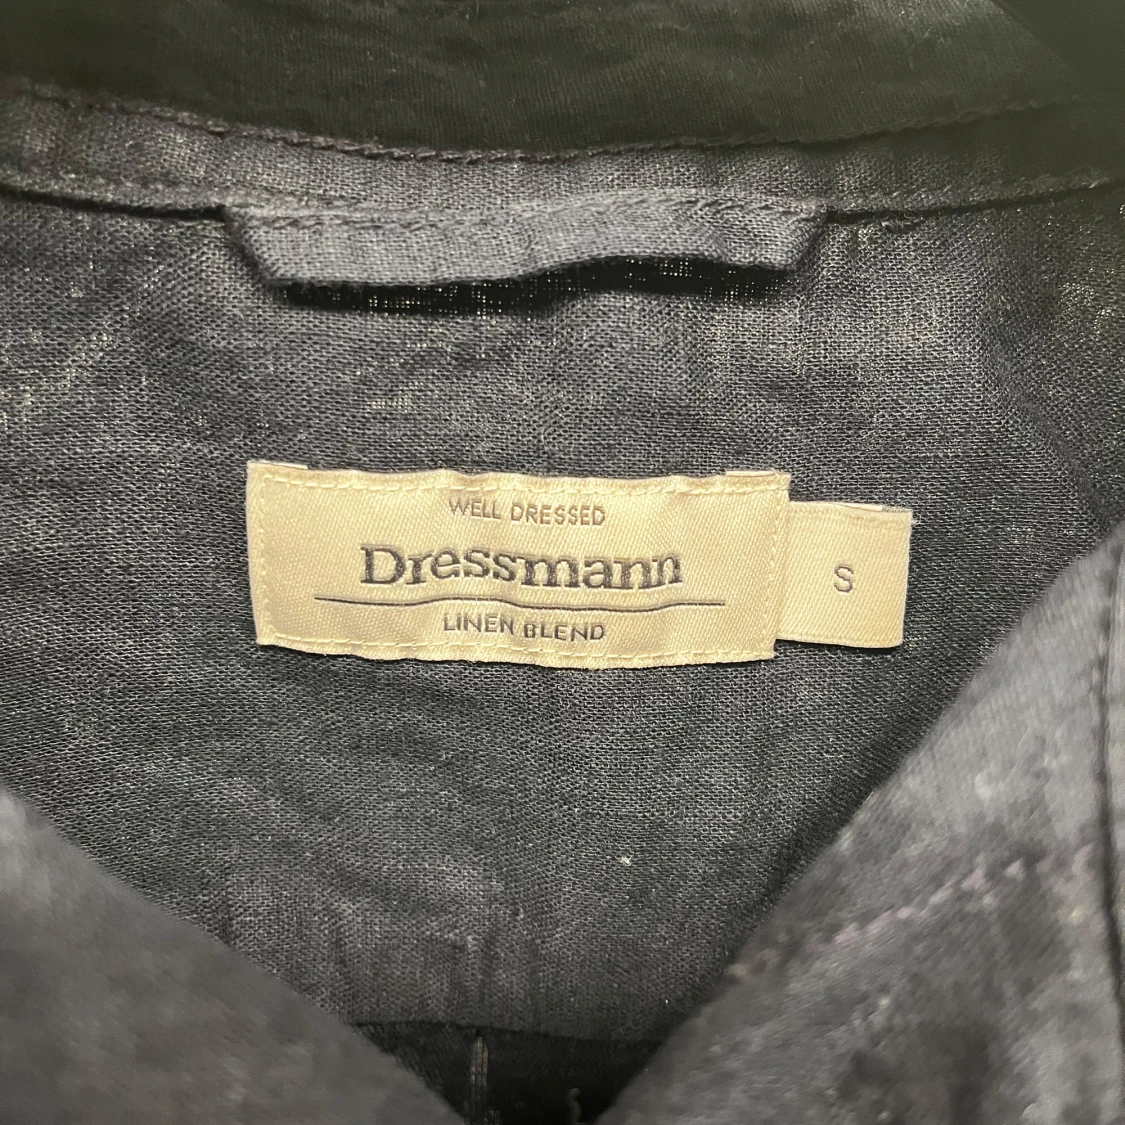 WELL DRESSED
Dressmann
LINEN BLEND
S